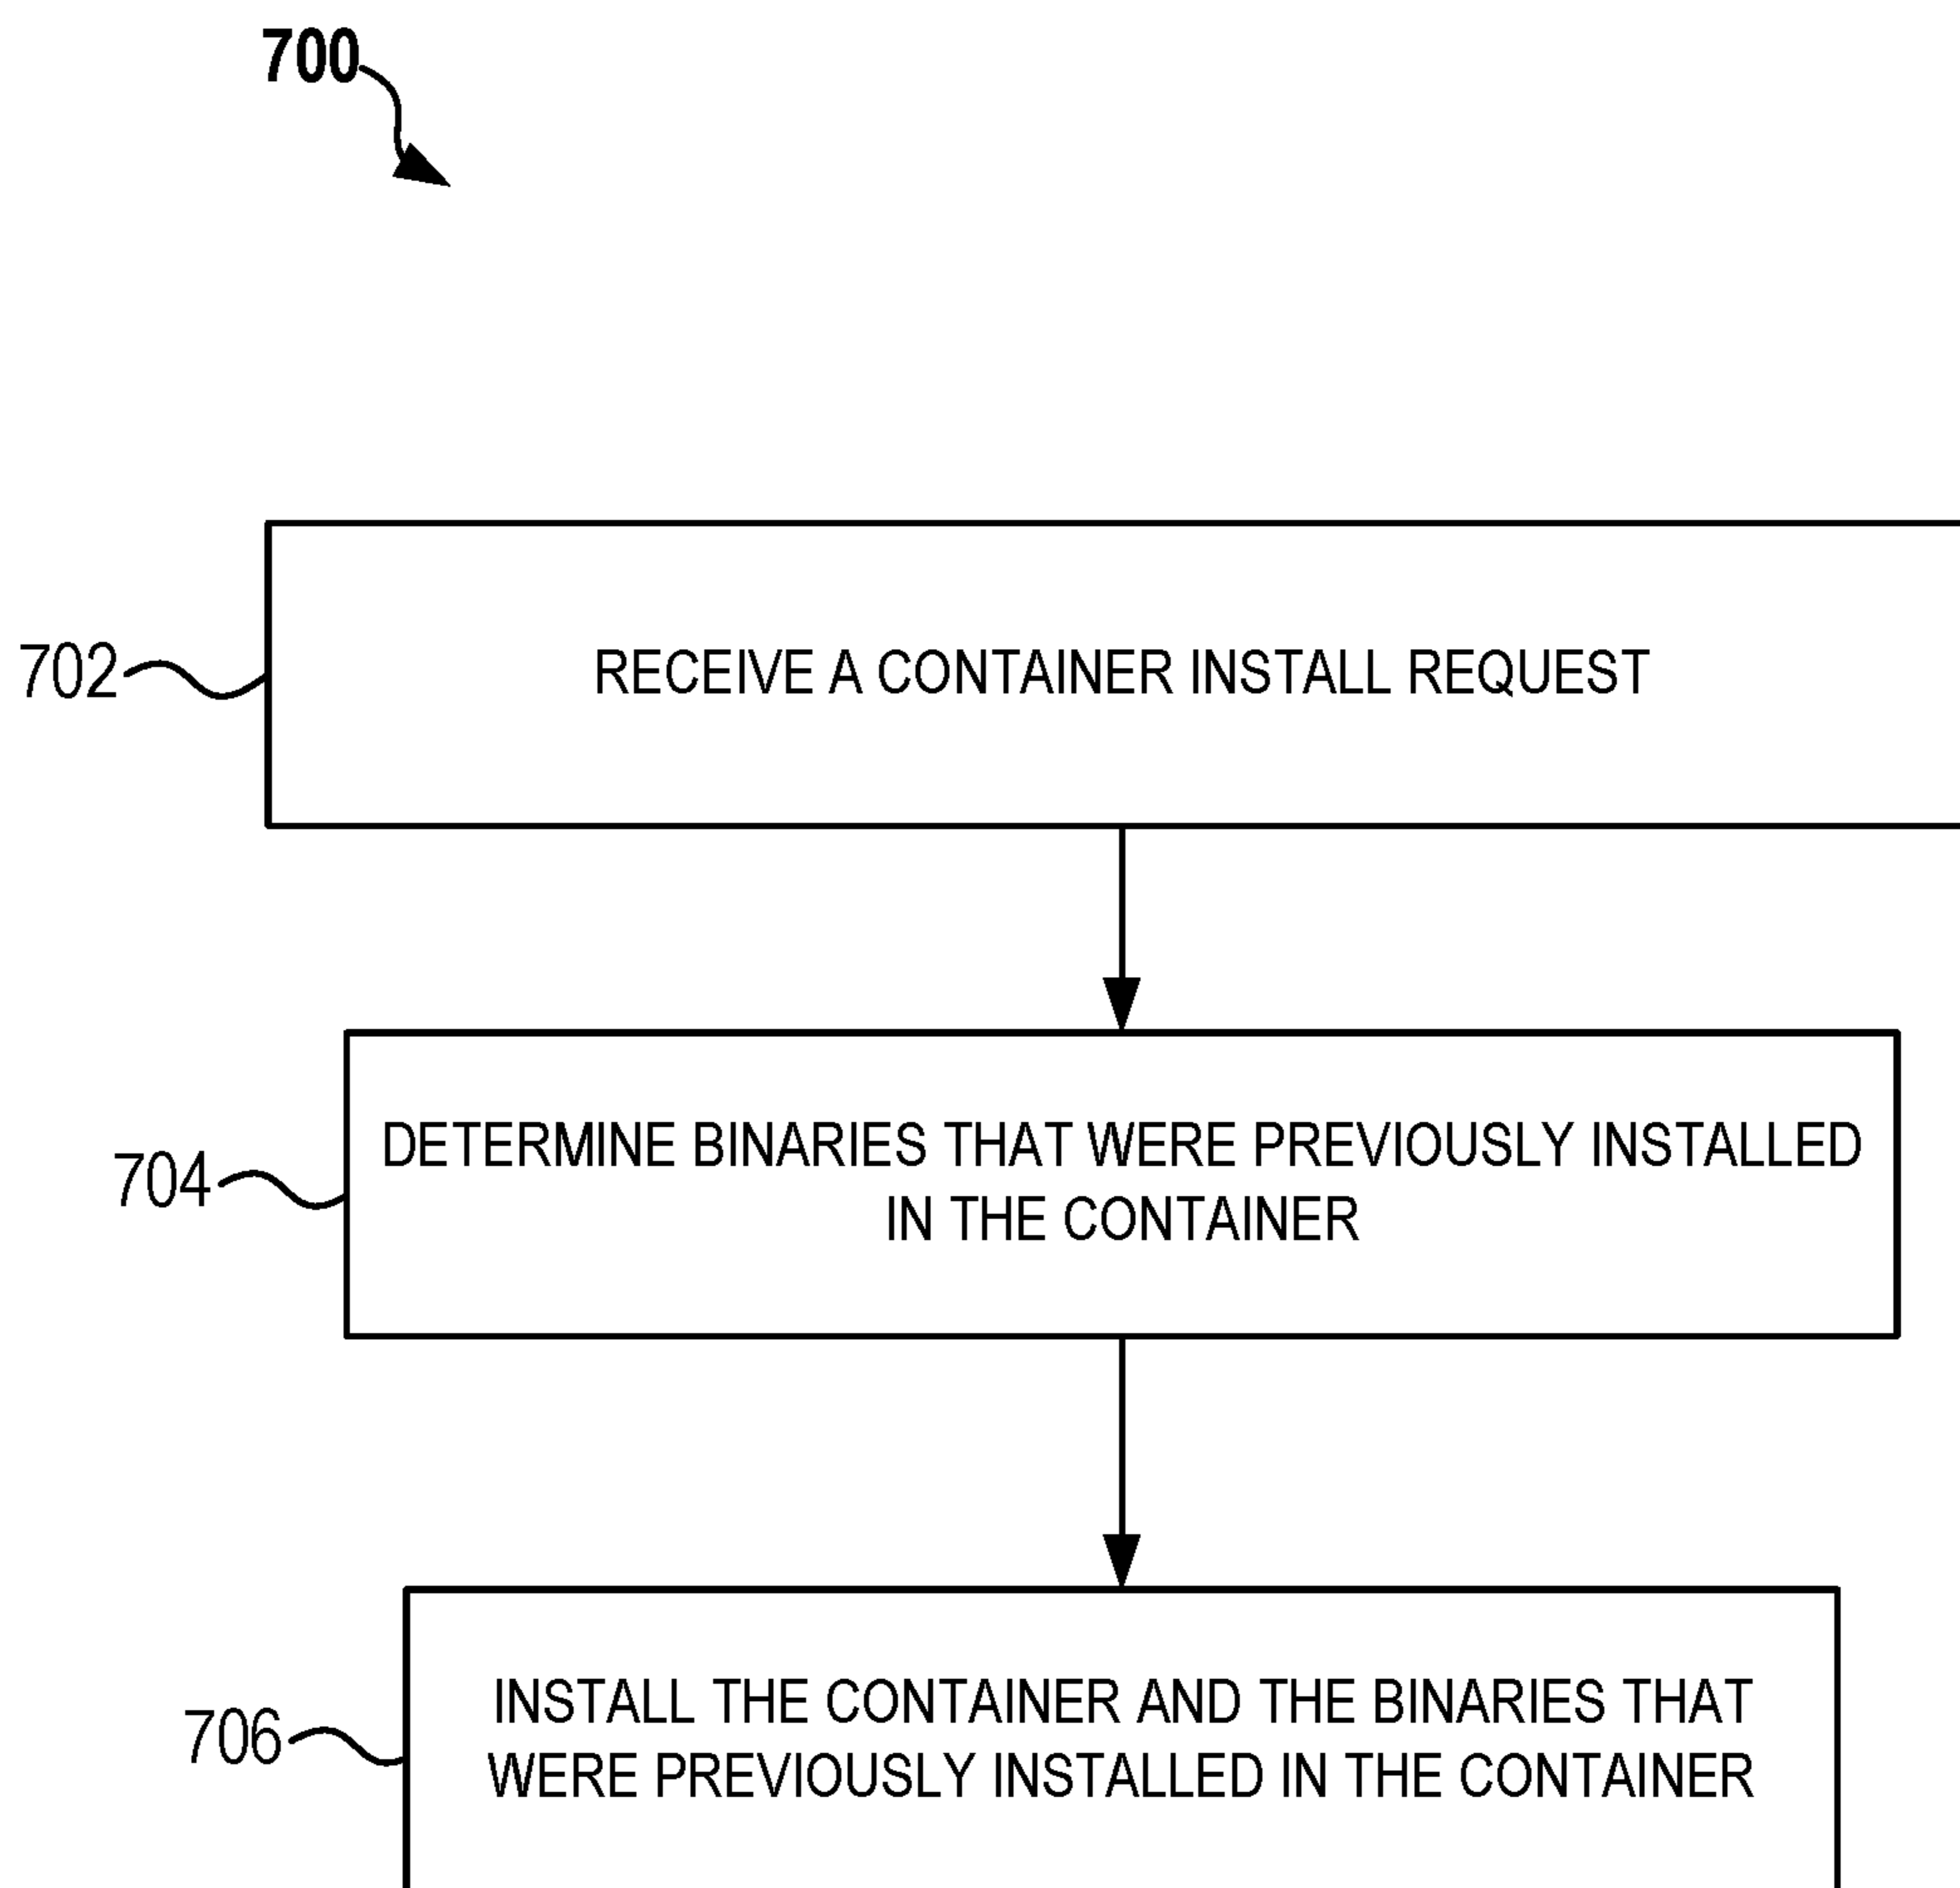 700
702
RECEIVE A CONTAINER INSTALL REQUEST
704
DETERMINE BINARIES THAT WERE PREVIOUSLY INSTALLED
IN THE CONTAINER
706
INSTALL THE CONTAINER AND THE BINARIES THAT
WERE PREVIOUSLY INSTALLED IN THE CONTAINER